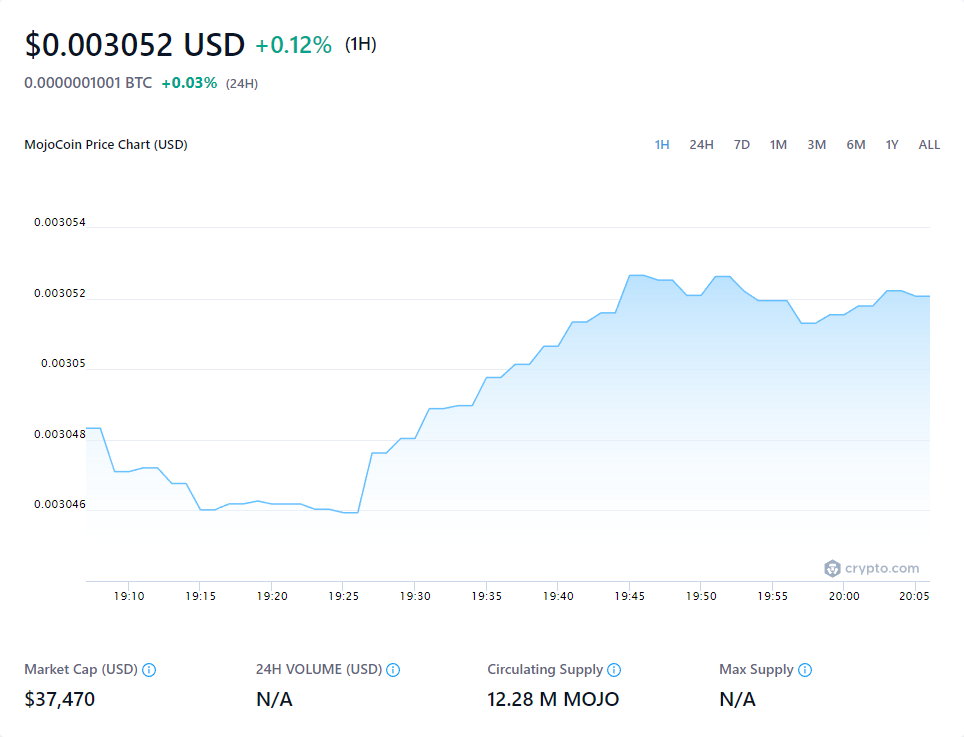 $0.003052 USD +0.12% (1H)
0.0000001001 BTC +0.03% (24H)
MojoCoin Price Chart (USD) 1H 24H 7D 1M 3M 6M 1Y ALL
0.003054
0.003052
0.00305
0.003048
0.003046
crypto.com
19:10 19:15 19:20 19:25 19:30 19:35 19:40 19:45 19:50 19:55 20:00 20:05
Market Cap (USD) 24H VOLUME (USD) Circulating Supply Max Supply
$37,470 N/A 12.28 M MOJO N/A